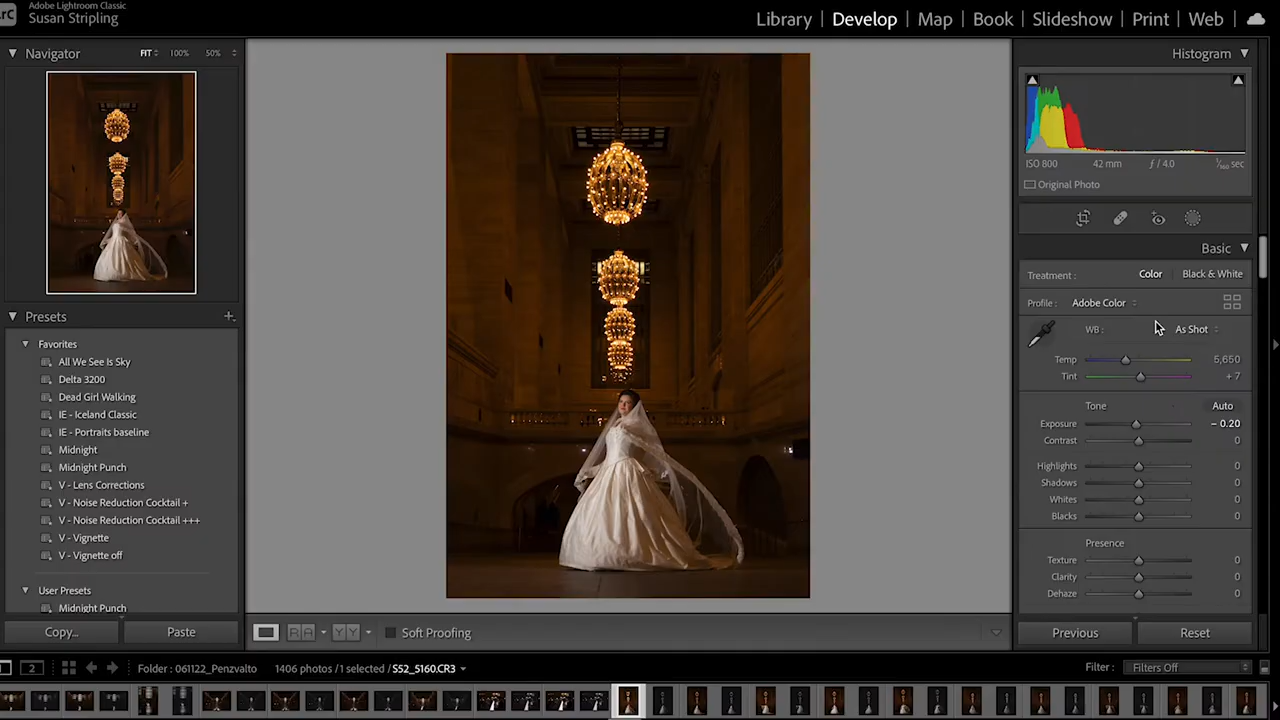 Adobe Lightroom Classic
Susan Stripling
Library | Develop | Map | Book | Slideshow | Print | Web
Navigator
FIT 100% 50%
Presets
Favorites
All We See Is Sky
Delta 3200
Dead Girl Walking
IE - Iceland Classic
IE - Portraits baseline
Midnight
Midnight Punch
V - Lens Corrections
V - Noise Reduction Cocktail +
V - Noise Reduction Cocktail +++
V - Vignette
V - Vignette off
User Presets
Midnight Punch
Copy...
Paste
Soft Proofing
Histogram
ISO 800 42 mm ƒ / 4.0 sec
Original Photo
Basic
Treatment : Color Black & White
Profile : Adobe Color
WB : As Shot
Temp 5,650
Tint + 7
Tone Auto
Exposure – 0.20
Contrast 0
Highlights 0
Shadows 0
Whites 0
Blacks 0
Presence
Texture 0
Clarity 0
Dehaze 0
Previous
Reset
2
Folder : 061122_Penzvalto 1406 photos / 1 selected / SS2_5160.CR3
Filter : Filters Off